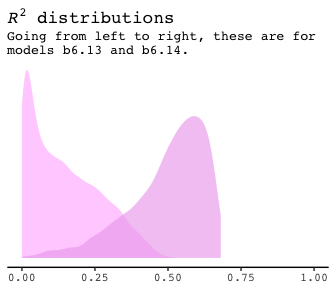 R² distributions
Going from left to right, these are for
models b6.13 and b6.14.
0.00 0.25 0.50 0.75 1.00